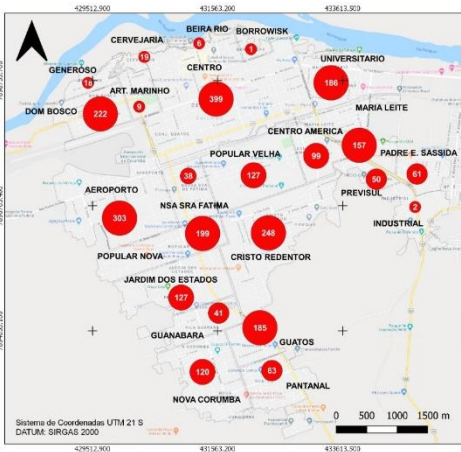 429512.900 431563.200 433613.500
BEIRA RIO
BOROWISK
CERVEJARIA
6
1
19
CENTRO
UNIVERSITARIO
GENEROSO
18
ART. MARINHO
9
399
186
DOM BOSCO
222
MARIA LEITE
CENTRO AMERICA
157
99
PADRE E. SASSIDA
POPULAR VELHA
38
127
50
61
AEROPORTO
PREVISUL
303
NSA SRA FATIMA
2
INDUSTRIAL
199
248
POPULAR NOVA
CRISTO REDENTOR
JARDIM DOS ESTADOS
127
41
185
GUANABARA
GUATOS
120
63
PANTANAL
NOVA CORUMBA
Sistema de Coordenadas UTM 21 S
DATUM: SIRGAS 2000
0 500 1000 1500 m
429512.900 431563.200 433613.500